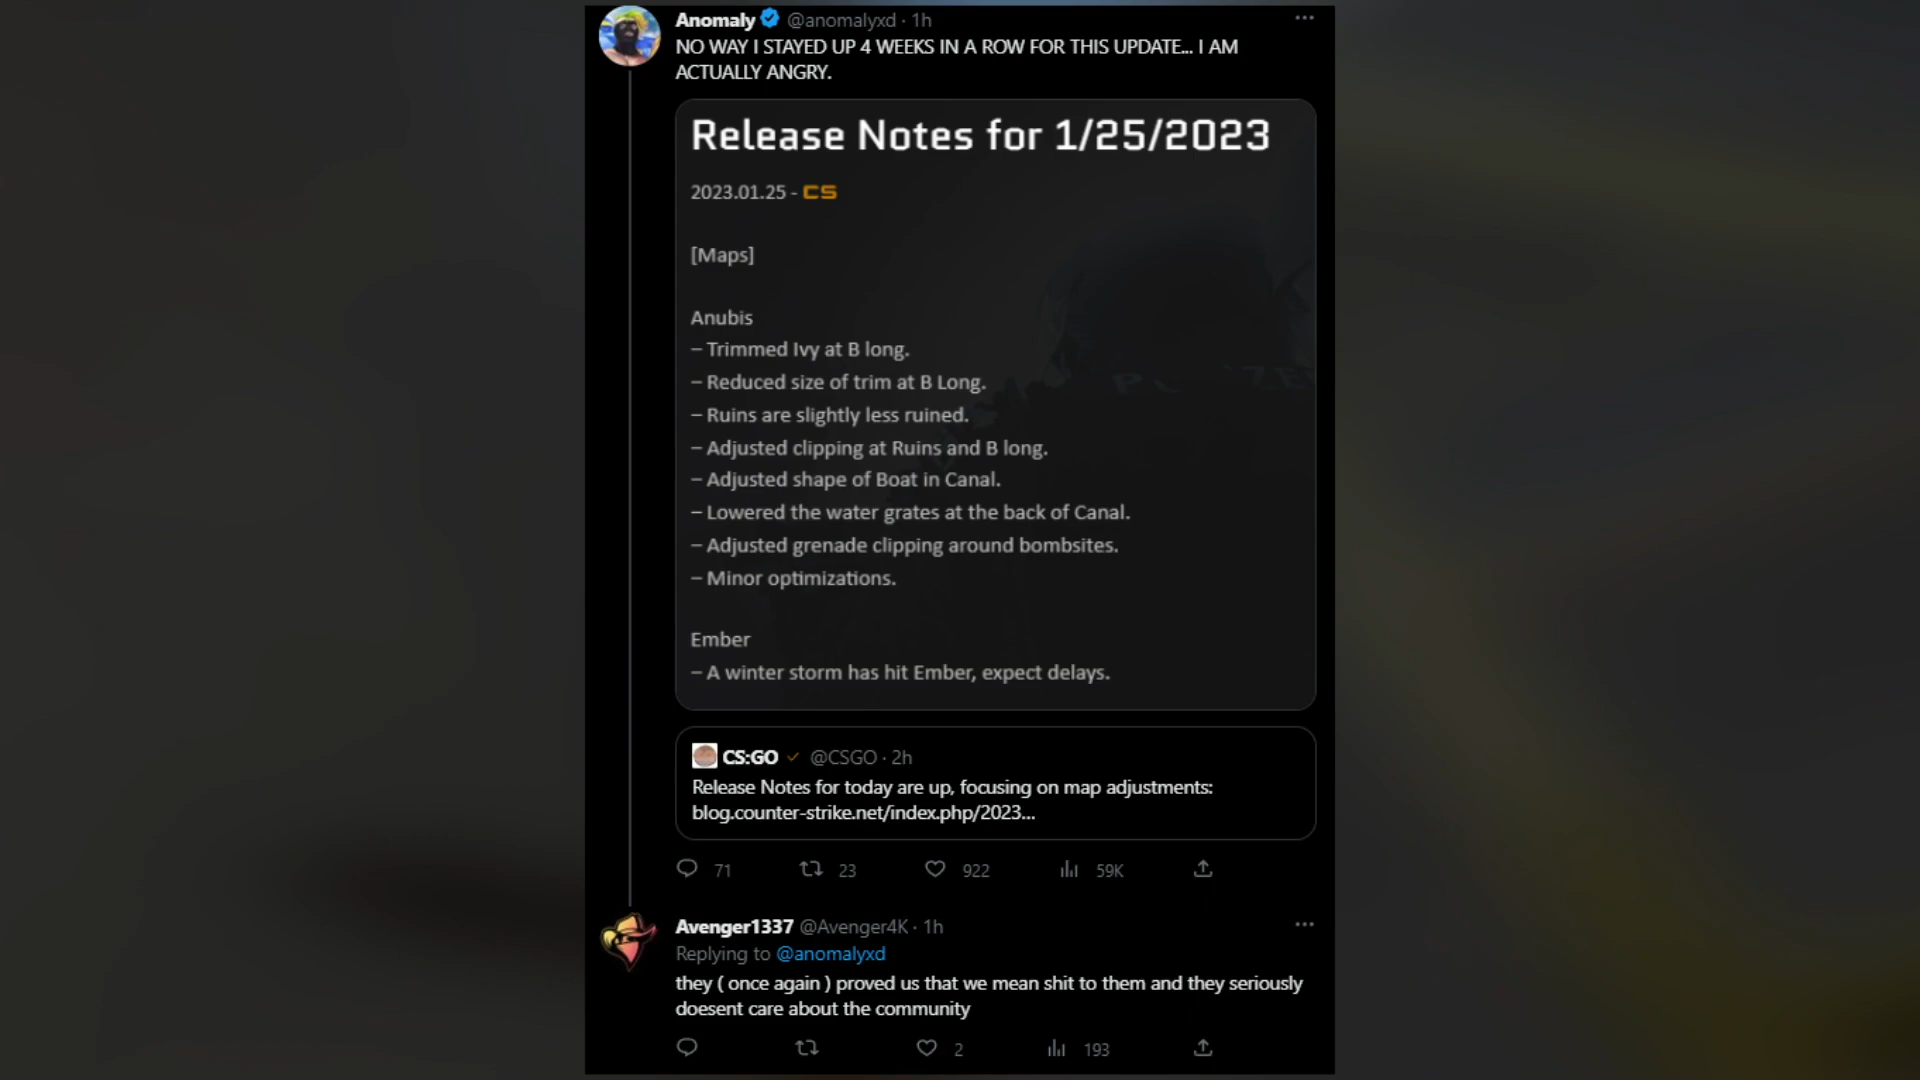 Anomaly @anomalyxd · 1h
NO WAY I STAYED UP 4 WEEKS IN A ROW FOR THIS UPDATE... I AM
ACTUALLY ANGRY.
Release Notes for 1/25/2023
2023.01.25 - CS
[Maps]
Anubis
– Trimmed Ivy at B long.
– Reduced size of trim at B Long.
– Ruins are slightly less ruined.
– Adjusted clipping at Ruins and B long.
– Adjusted shape of Boat in Canal.
– Lowered the water grates at the back of Canal.
– Adjusted grenade clipping around bombsites.
– Minor optimizations.
Ember
– A winter storm has hit Ember, expect delays.
CS:GO @CSGO · 2h
Release Notes for today are up, focusing on map adjustments:
blog.counter-strike.net/index.php/2023...
71 23 922 59K
Avenger1337 @Avenger4K · 1h
Replying to @anomalyxd
they ( once again ) proved us that we mean shit to them and they seriously
doesent care about the community
2 193